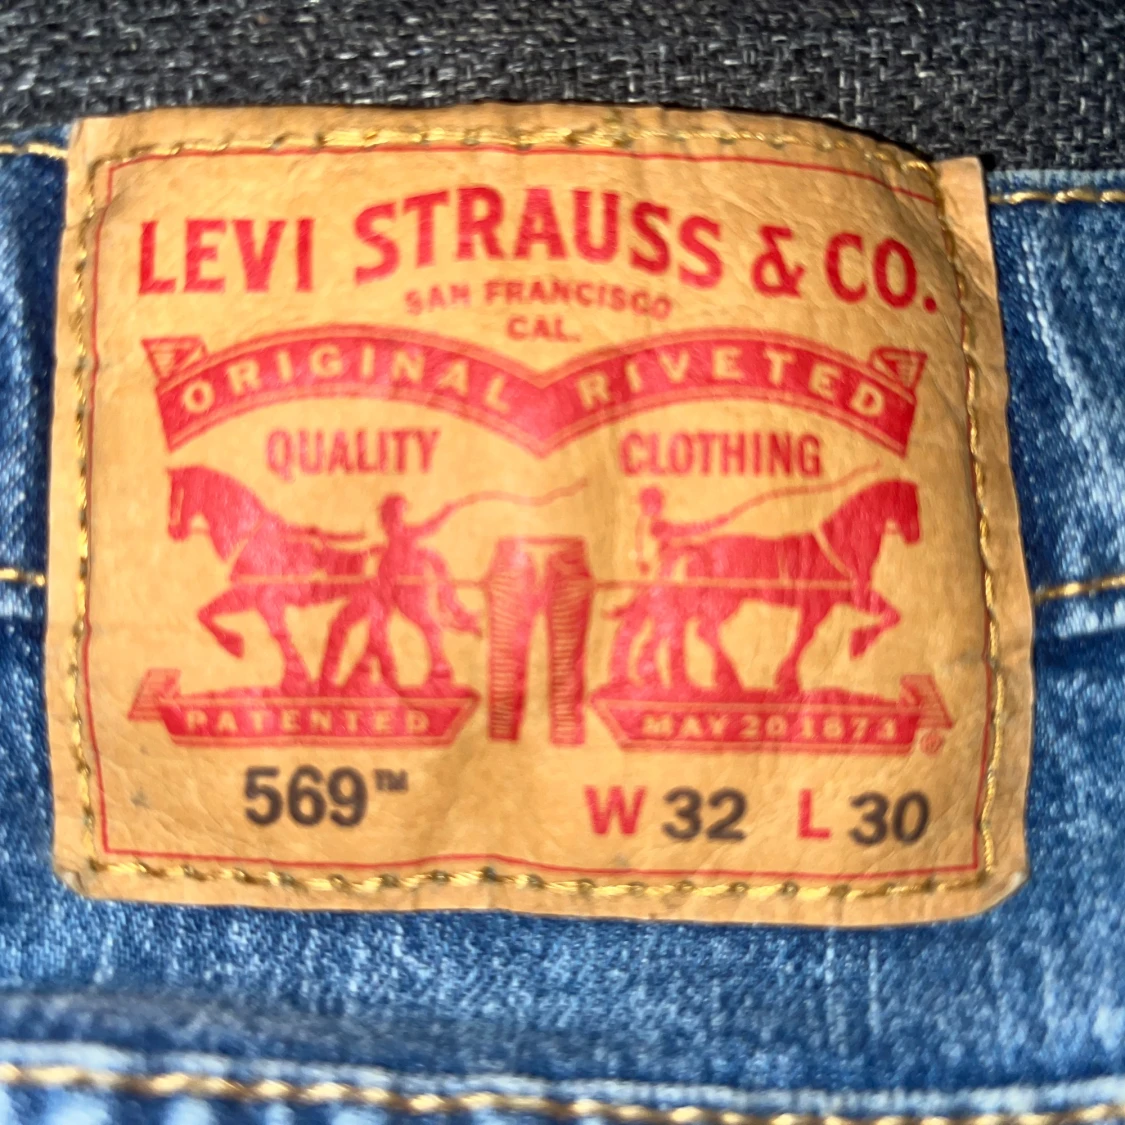 LEVI STRAUSS & CO.
SAN FRANCISCO
CAL.
ORIGINAL RIVETED
QUALITY CLOTHING
PATENTED MAY 20 1873
®
569™ W 32 L 30